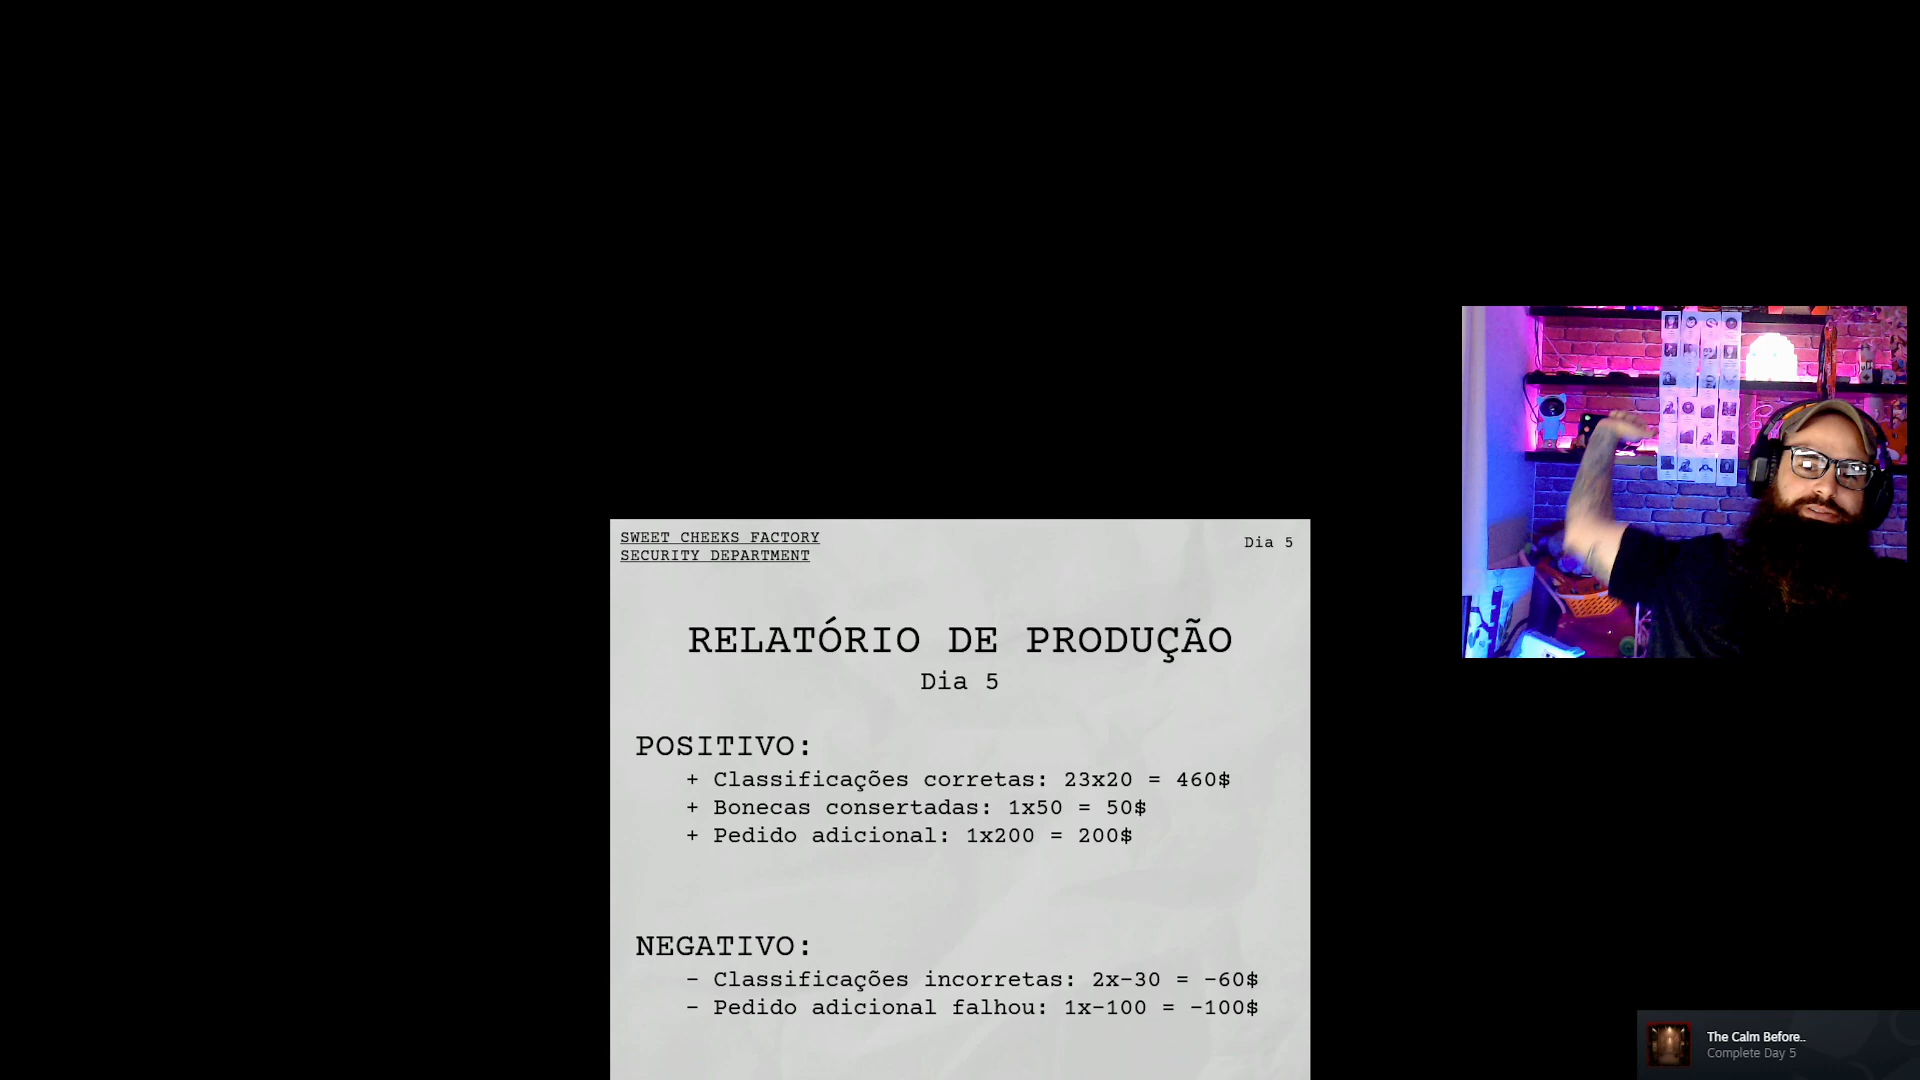 SWEET CHEEKS FACTORY
SECURITY DEPARTMENT
Dia 5
RELATÓRIO DE PRODUÇÃO
Dia 5
POSITIVO:
+ Classificações corretas: 23x20 = 460$
+ Bonecas consertadas: 1x50 = 50$
+ Pedido adicional: 1x200 = 200$
NEGATIVO:
- Classificações incorretas: 2x-30 = -60$
- Pedido adicional falhou: 1x-100 = -100$
The Calm Before..
Complete Day 5